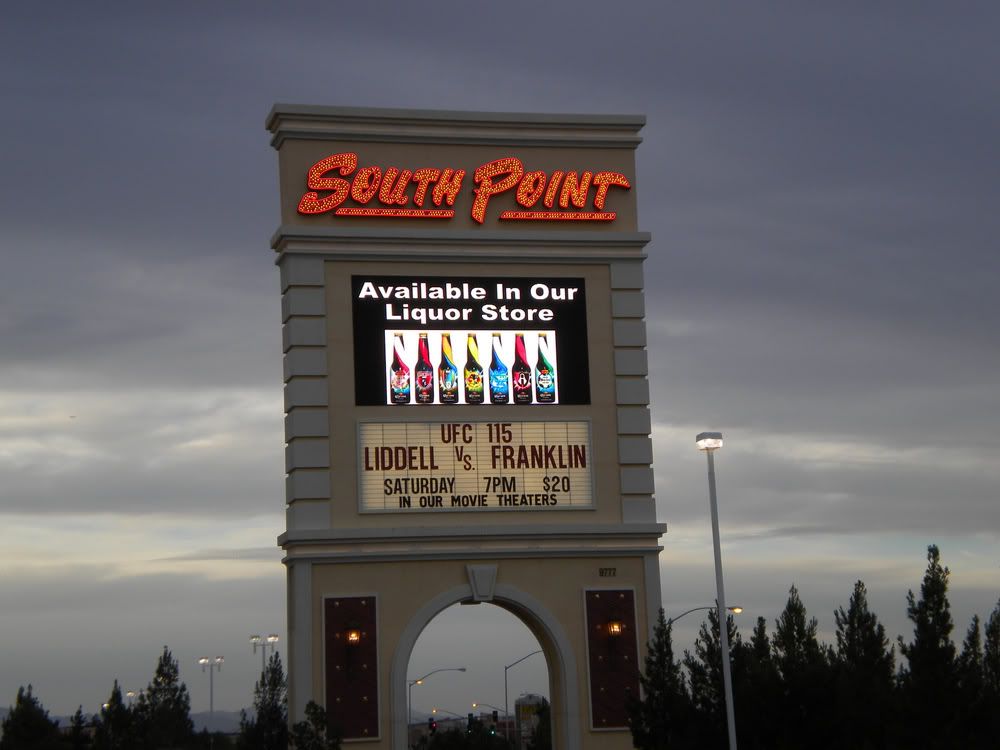 South Point
Available In Our
Liquor Store
UFC 115
LIDDELL VS. FRANKLIN
SATURDAY 7PM $20
IN OUR MOVIE THEATERS
9777